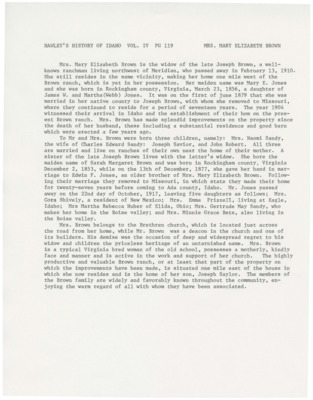 HAWLEY'S HISTORY OF IDAHO VOL. IV PG 119 MRS. MARY ELIZABETH BROWN
Mrs. Mary Elizabeth Brown is the widow of the late Joseph Brown, a well-
known ranchman living northwest of Meridian, who passed away on February 13, 1910.
She still resides in the same vicinity, making her home one mile west of the
Brown ranch, which is yet in her possession. Her maiden name was Mary E. Jones
and she was born in Rockingham county, Virginia, March 23, 1856, a daughter of
James W. and Martha(Webb) Jones. It was on the first of June 1878 that she was
married in her native county to Joseph Brown, with whom she removed to Missouri,
where they continued to reside for a period of seventeen years. The year 1906
witnessed their arrival in Idaho and the establishment of their hom on the pres-
ent Brown ranch. Mrs. Brown has made splendid improvements on the property since
the death of her husband, these including a substantial residence and good barn
which were erected a few years ago.
To Mr and Mrs. Brown were born three children, namely: Mrs. Naomi Sandy,
the wife of Charles Edward Sandy: Joseph Savior, and John Robert. All three
are married and live on ranches of their own near the home of their mother. A
sister of the late Joseph Brown lives with the latter's widow. She bore the
maiden name of Sarah Margaret Brown and was born in Rockingham county, Virginia
December 2, 1853, while on the 13th of December, 1877, she gave her hand in mar-
riage to Edwin F. Jones, an older brother of Mrs. Mary Elizabeth Brown. Follow-
ing their marriage they removed to Missouri, in which state they made their home
for twenty-seven years before coming to Ada county, Idaho. Mr. Jones passed
away on the 22nd day of October, 1917, leaving five daughters as follows: Mrs.
Cora Shively, a resident of New Mexico; Mrs. Emma living at Eagle,
Idaho; Mrs Martha Rebecca Huber of Ohio; Mrs. Gertrude May Sandy, who
makes her home in the Boise valley; and Mrs. Minnie Grace Bate, also living in
the Boise valley.
Mrs. Brown belongs to the Brethren church, which is located just across
the road from her home, while Mr. Brown was a deacon in the church and one of
its builders. His demise was the occasion of deep and widespread regret to his
widow and children the priceless heritage of an untarnished name. Mrs. Brown
is a typical Virginia bred woman of the old school, possesses a motherly, kindly
face and manner and is active in the work and support of her church. The highly
productive and valuable Brown ranch, or at least that part of the property on
which the improvements have been made, is situated one mile east of the house in
which she now resides and is the home of her son, Joseph Saylor. The members of
the Brown family are widely and favorably known throughout the community, en-
joying the warm regard of all with whom they have been associated.